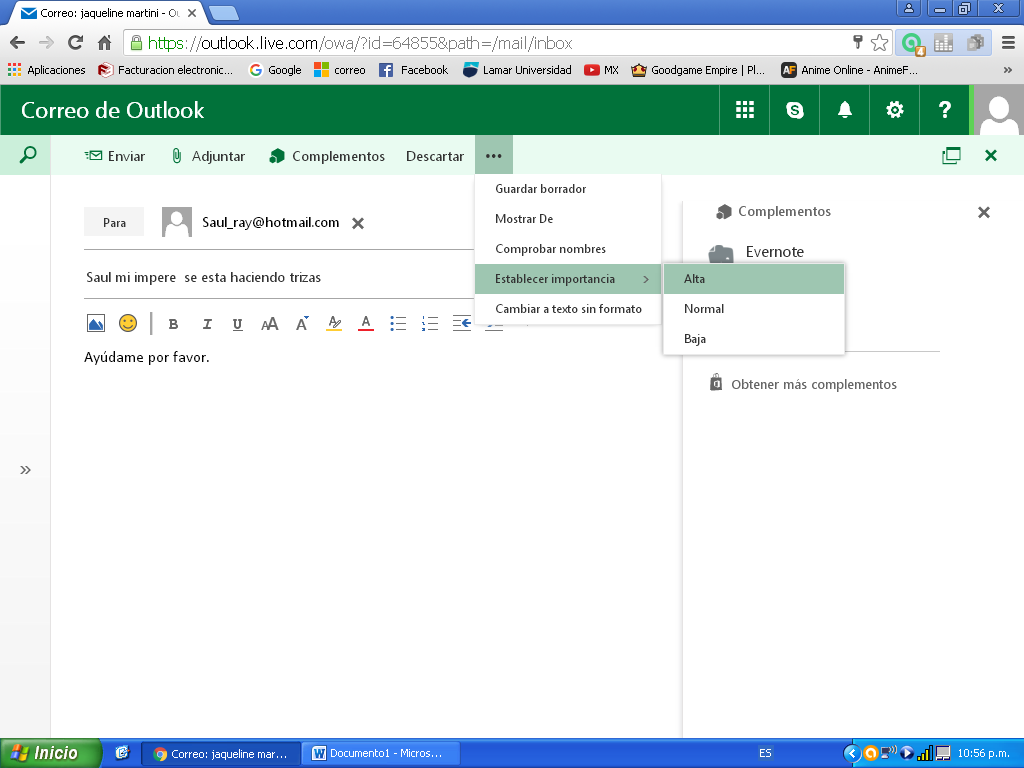 Correo: jaqueline martini - Ou
https://outlook.live.com/owa/?id=64855&path=/mail/inbox
Aplicaciones Facturacion electronic... Google correo Facebook Lamar Universidad MX Goodgame Empire | Pl... AF Anime Online - AnimeF... »
Correo de Outlook ?
Enviar Adjuntar Complementos Descartar ...
Guardar borrador
Mostrar De
Comprobar nombres
Establecer importancia >
Cambiar a texto sin formato
Alta
Normal
Baja
Para Saul_ray@hotmail.com
Saul mi impere se esta haciendo trizas
B I U AA A A A
Ayúdame por favor.
Complementos
Evernote
Obtener más complementos
»
Inicio Correo: jaqueline mar... Documento1 - Micros... ES 10:56 p.m.